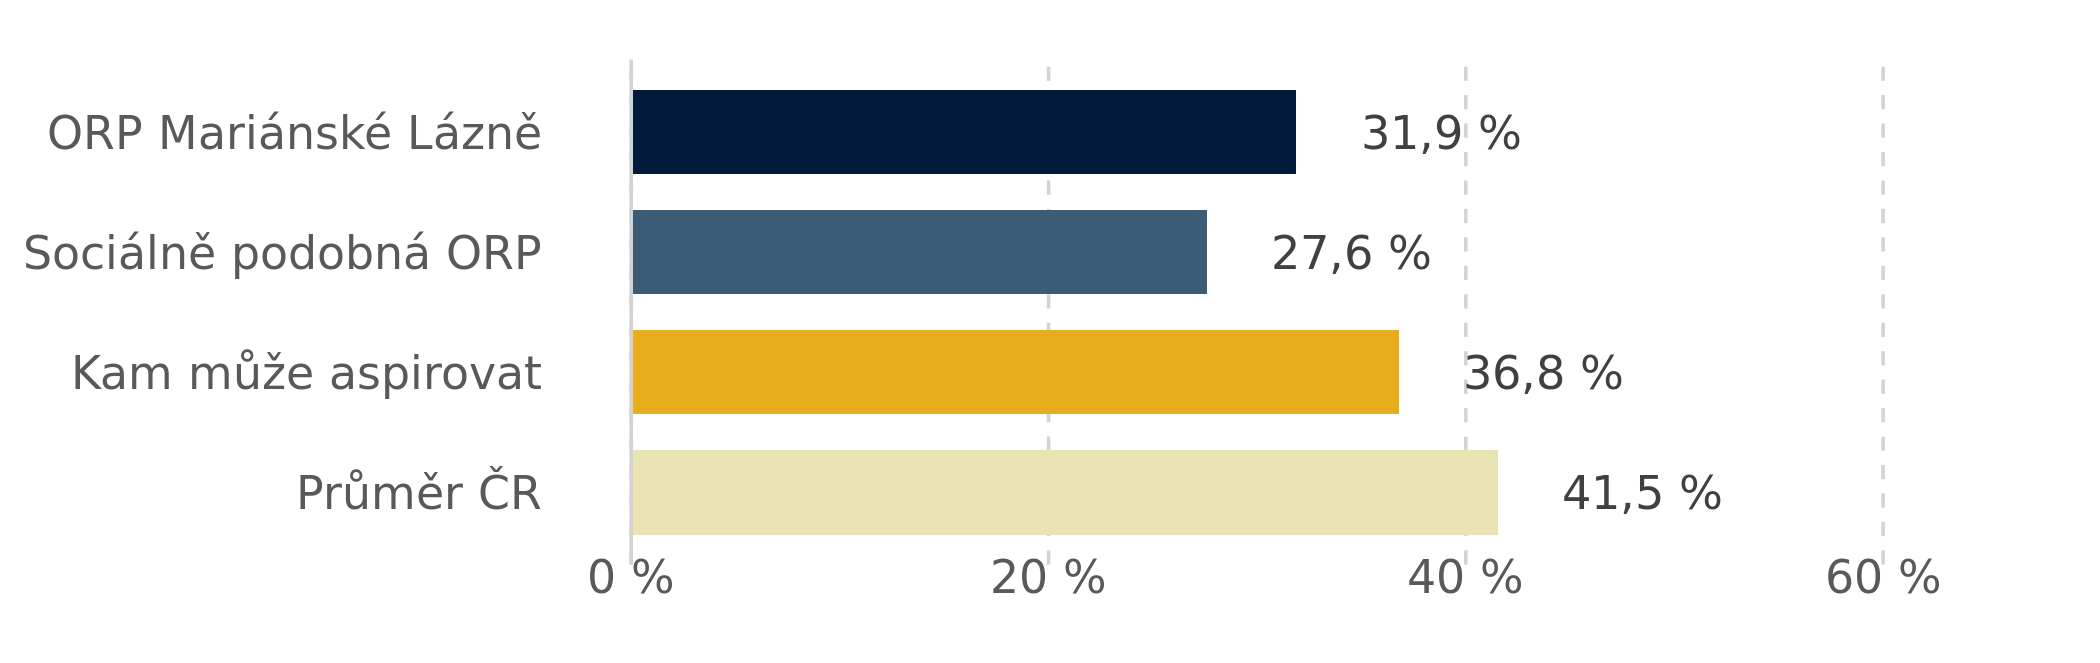 ORP Mariánské Lázně 31,9 %
Sociálně podobná ORP 27,6 %
Kam může aspirovat 36,8 %
Průměr ČR 41,5 %
0 % 20 % 40 % 60 %